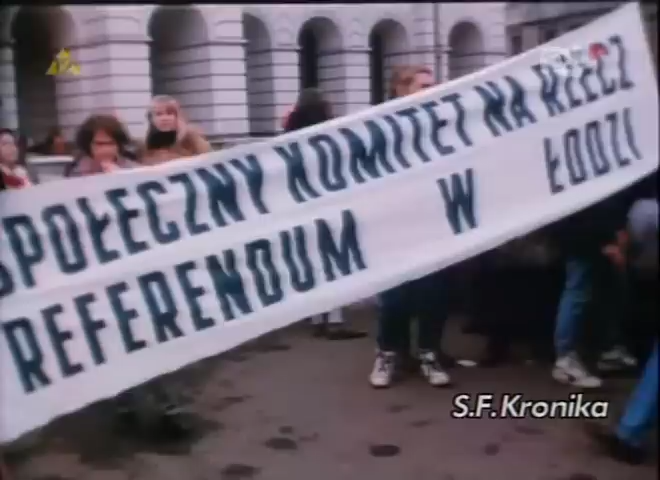 SPOŁECZNY KOMITET NA RZECZ
REFERENDUM W ŁODZI
S.F. Kronika